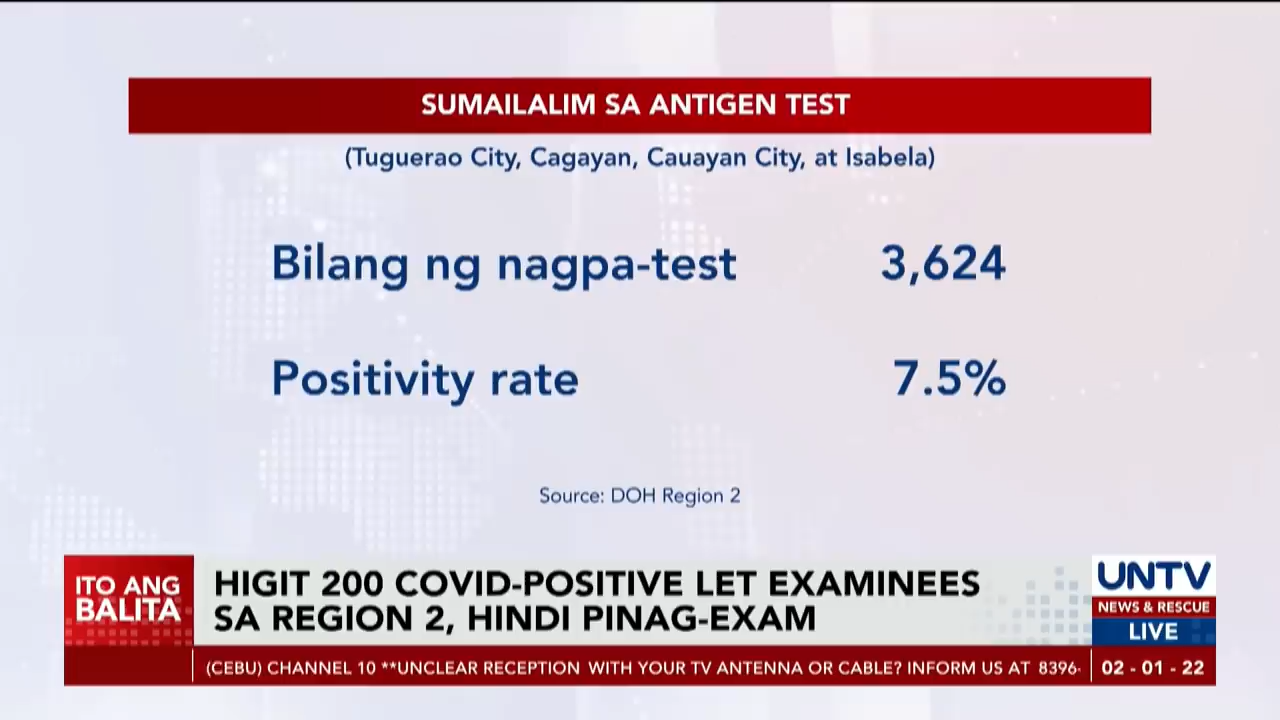 SUMAILALIM SA ANTIGEN TEST
(Tuguerao City, Cagayan, Cauayan City, at Isabela)
Bilang ng nagpa-test 3,624
Positivity rate 7.5%
Source: DOH Region 2
ITO ANG
BALITA
HIGIT 200 COVID-POSITIVE LET EXAMINEES
SA REGION 2, HINDI PINAG-EXAM
UNTV
NEWS & RESCUE
LIVE
(CEBU) CHANNEL 10 **UNCLEAR RECEPTION WITH YOUR TV ANTENNA OR CABLE? INFORM US AT 8396-
02 - 01 - 22